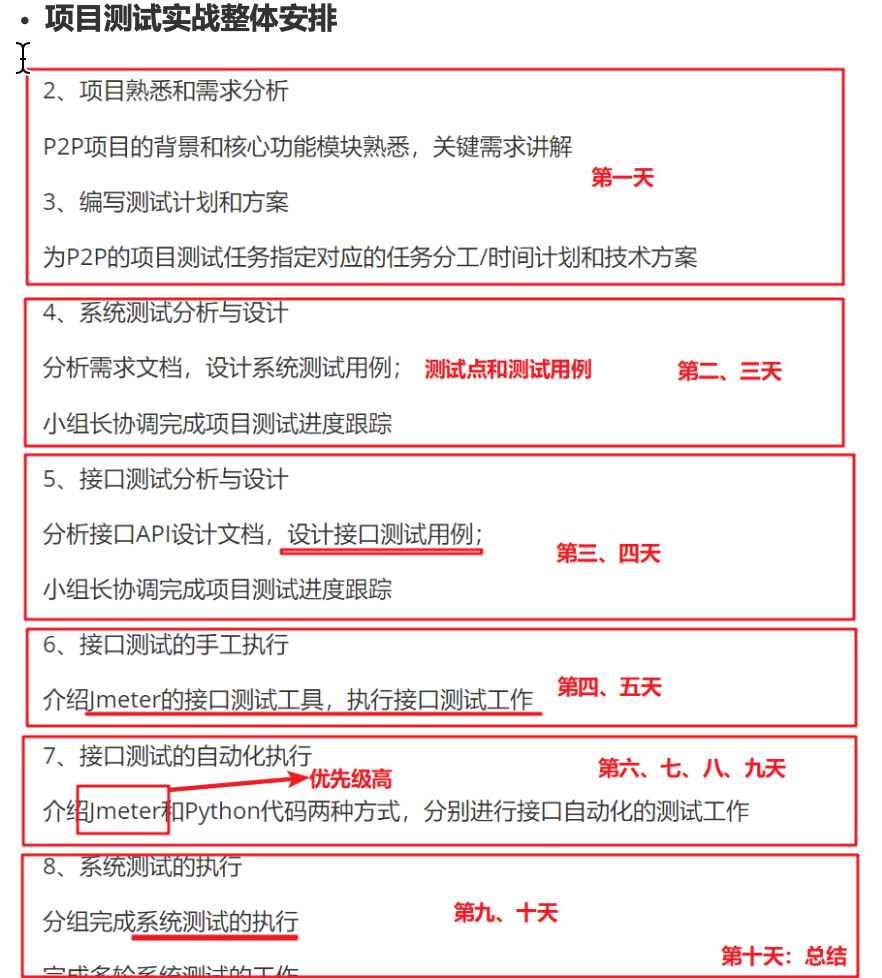 • 项目测试实战整体安排
2、项目熟悉和需求分析
P2P项目的背景和核心功能模块熟悉，关键需求讲解
第一天
3、编写测试计划和方案
为P2P的项目测试任务指定对应的任务分工/时间计划和技术方案
4、系统测试分析与设计
分析需求文档，设计系统测试用例； 测试点和测试用例 第二、三天
小组长协调完成项目测试进度跟踪
5、接口测试分析与设计
分析接口API设计文档，设计接口测试用例；
第三、四天
小组长协调完成项目测试进度跟踪
6、接口测试的手工执行
介绍Jmeter的接口测试工具，执行接口测试工作 第四、五天
7、接口测试的自动化执行
优先级高 第六、七、八、九天
介绍Jmeter和Python代码两种方式，分别进行接口自动化的测试工作
8、系统测试的执行
分组完成系统测试的执行 第九、十天
第十天：总结
完成多轮系统测试的工作